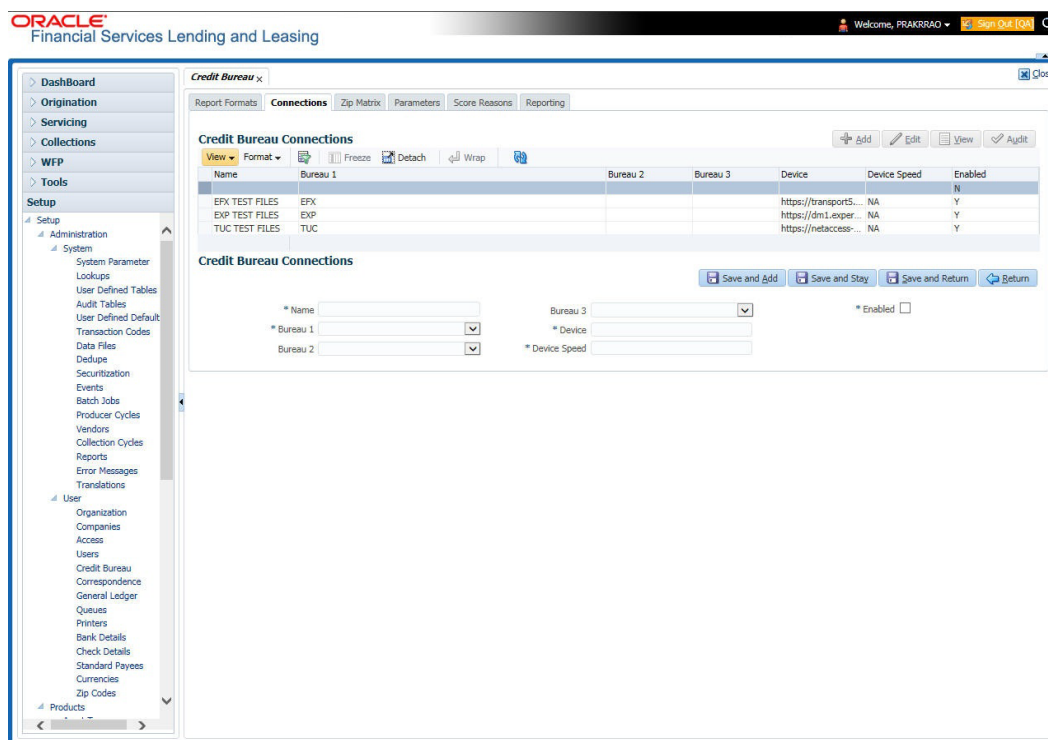 ORACLE
Financial Services Lending and Leasing
Welcome, PRAKRRAO
Sign Out [QA]
DashBoard
Origination
Servicing
Collections
WFP
Tools
Setup
Setup
Administration
System
System Parameter
Lookups
User Defined Tables
Audit Tables
User Defined Default
Transaction Codes
Data Files
Dedupe
Securitization
Events
Batch Jobs
Producer Cycles
Vendors
Collection Cycles
Reports
Error Messages
Translations
User
Organization
Companies
Access
Users
Credit Bureau
Correspondence
General Ledger
Queues
Printers
Bank Details
Check Details
Standard Payees
Currencies
Zip Codes
Products
Credit Bureau x
Clos
Report Formats Connections Zip Matrix Parameters Score Reasons Reporting
Credit Bureau Connections
Add Edit View Audit
View Format Freeze Detach Wrap
Name Bureau 1 Bureau 2 Bureau 3 Device Device Speed Enabled
N
EFX TEST FILES EFX https://transport5.... NA Y
EXP TEST FILES EXP https://dm1.exper... NA Y
TUC TEST FILES TUC https://netaccess-... NA Y
Credit Bureau Connections
Save and Add Save and Stay Save and Return Return
* Name
* Bureau 1
Bureau 2
Bureau 3
* Device
* Device Speed
* Enabled